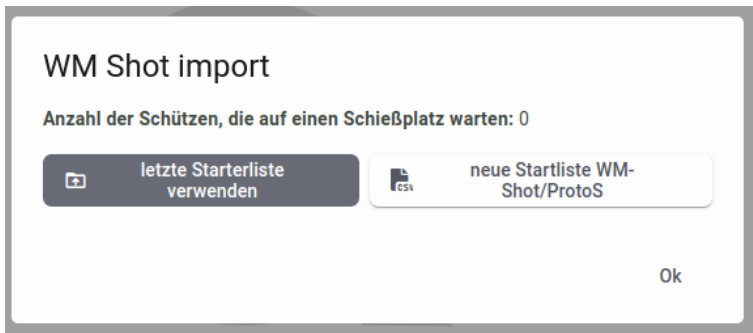 WM Shot import
Anzahl der Schützen, die auf einen Schießplatz warten: 0
letzte Starterliste
verwenden
CSV
neue Startliste WM-
Shot/ProtoS
Ok